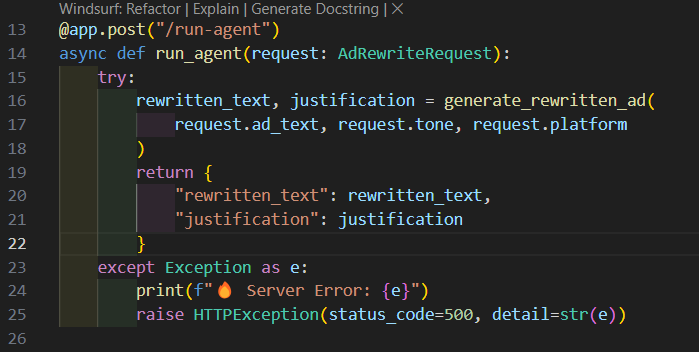 Windsurf: Refactor | Explain | Generate Docstring | ×
13 @app.post("/run-agent")
14 async def run_agent(request: AdRewriteRequest):
15     try:
16         rewritten_text, justification = generate_rewritten_ad(
17             request.ad_text, request.tone, request.platform
18         )
19         return {
20             "rewritten_text": rewritten_text,
21             "justification": justification
22         }
23     except Exception as e:
24         print(f"🔥 Server Error: {e}")
25         raise HTTPException(status_code=500, detail=str(e))
26